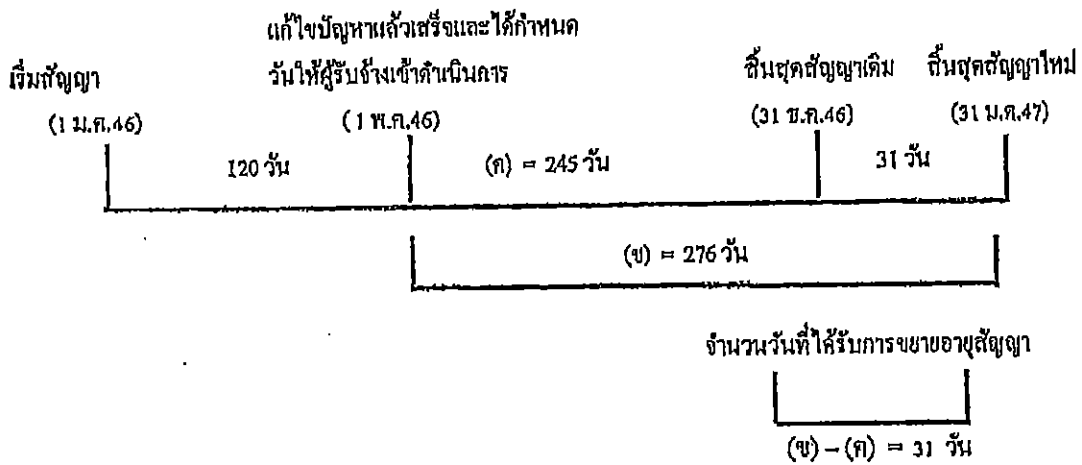 แก้ไขปัญหาแล้วเสร็จและได้กำหนด
วันให้ผู้รับจ้างเข้าดำเนินการ
เริ่มสัญญา
สิ้นสุดสัญญาเดิม
สิ้นสุดสัญญาใหม่
(1 ม.ค.46)
(1 พ.ค.46)
(31 ธ.ค.46)
(31 ม.ค.47)
120 วัน
(ค) = 245 วัน
31 วัน
(ข) = 276 วัน
จำนวนวันที่ได้รับการขยายอายุสัญญา
(ข) – (ค) = 31 วัน